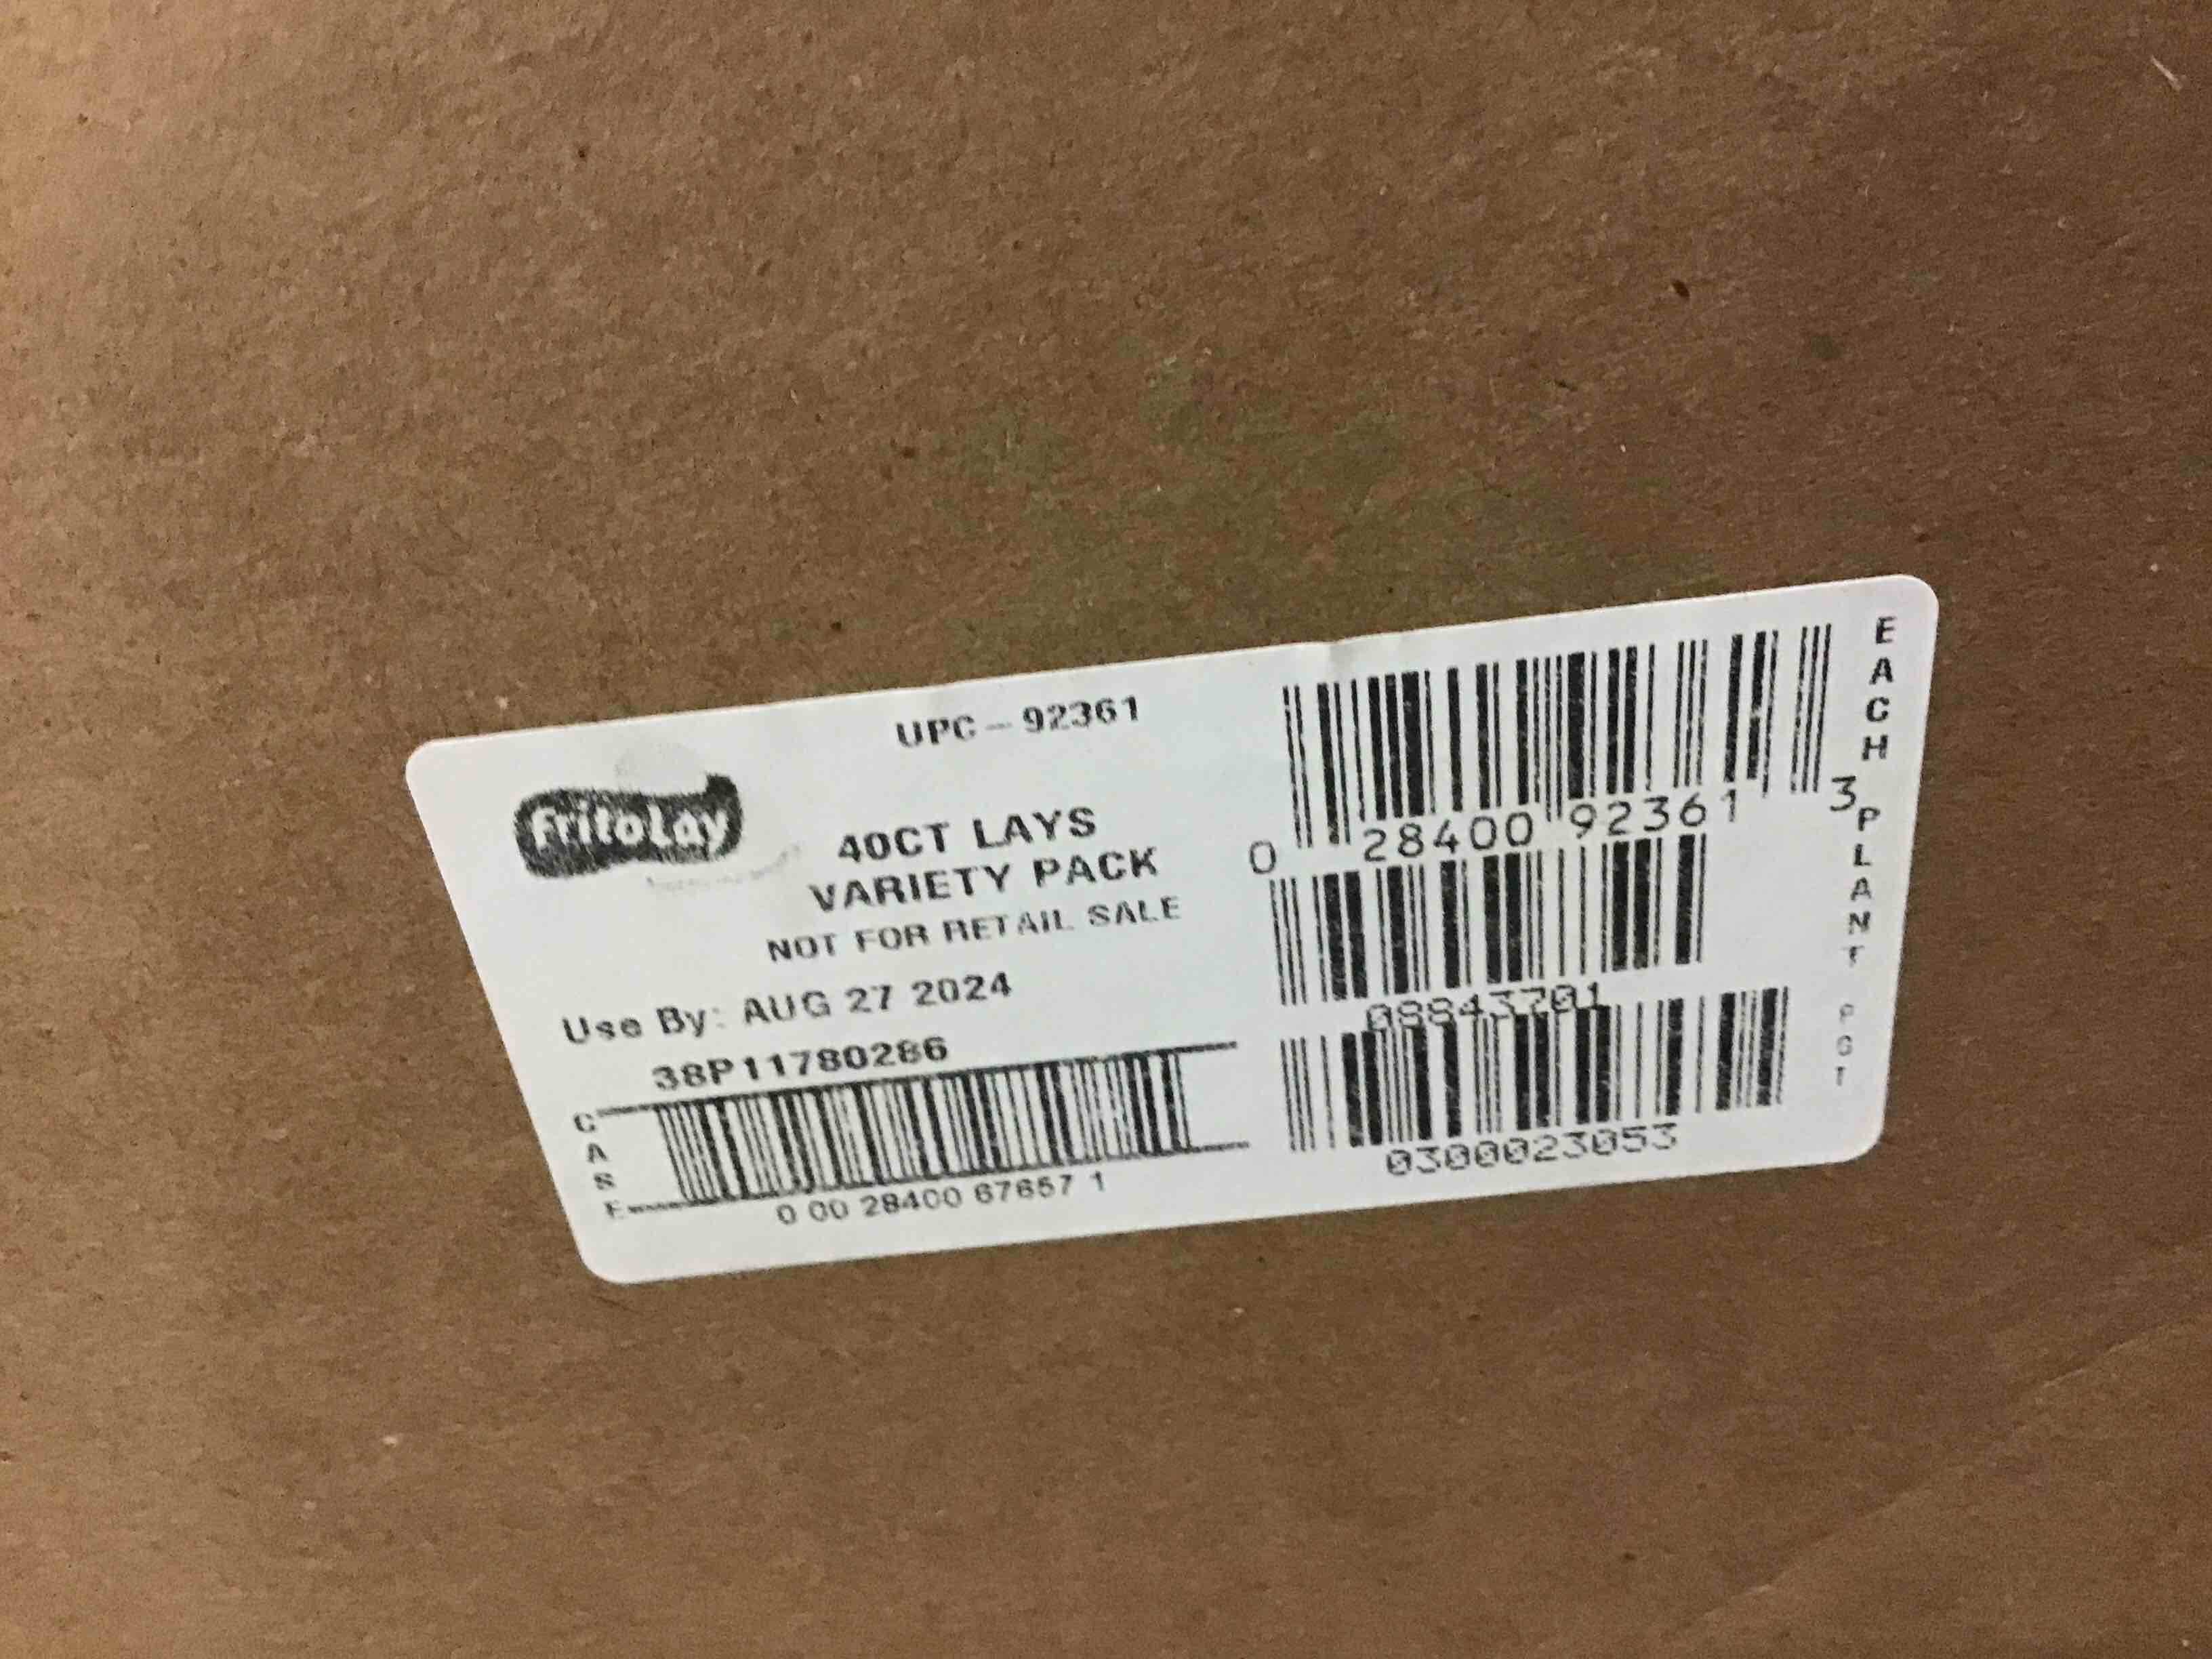 UPC - 92361
FritoLay
40CT LAYS
VARIETY PACK
NOT FOR RETAIL SALE
Use By: AUG 27 2024
38P11780286
CASE
0 00 28400 67657 1
EACH
0 28400 92361 3
08843701
0300023053
PLANT